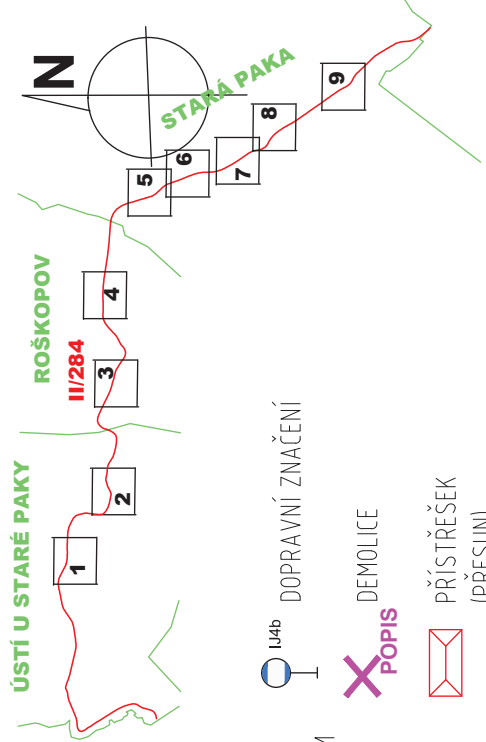 N
STARÁ PAKA
ROŠKOPOV
II/284
ÚSTÍ U STARÉ PAKY
1
2
3
4
5
6
7
8
9
IJ4b
DOPRAVNÍ ZNAČENÍ
DEMOLICE
POPIS
PŘÍSTŘEŠEK
(PŘESUN)
M